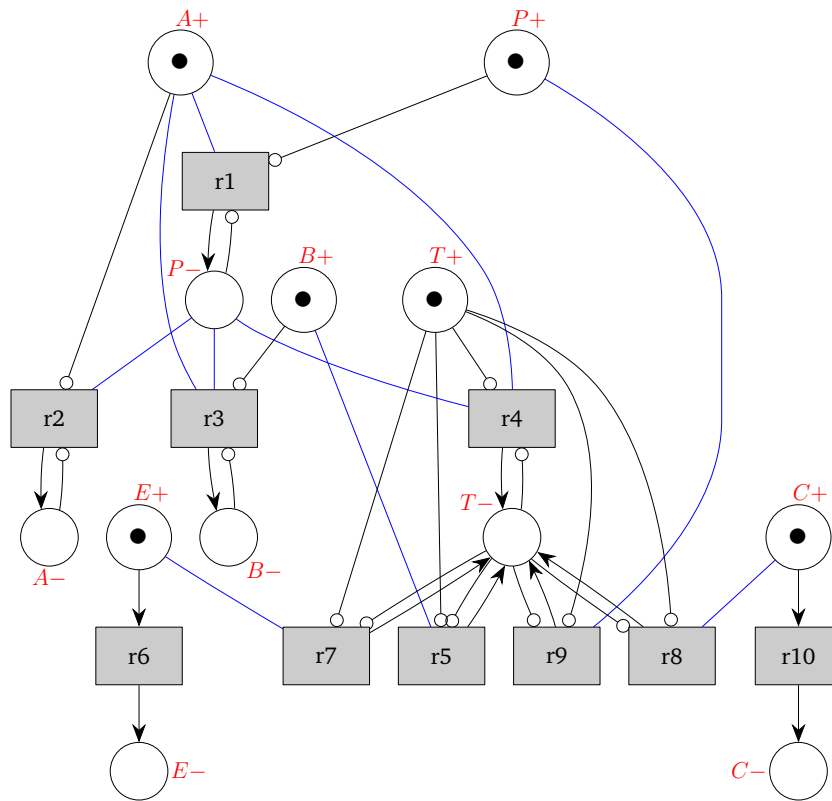 A+ P+
r1
P− B+ T+
r2 r3 r4
E+ T− C+
A− B−
r6 r7 r5 r9 r8 r10
E− C−